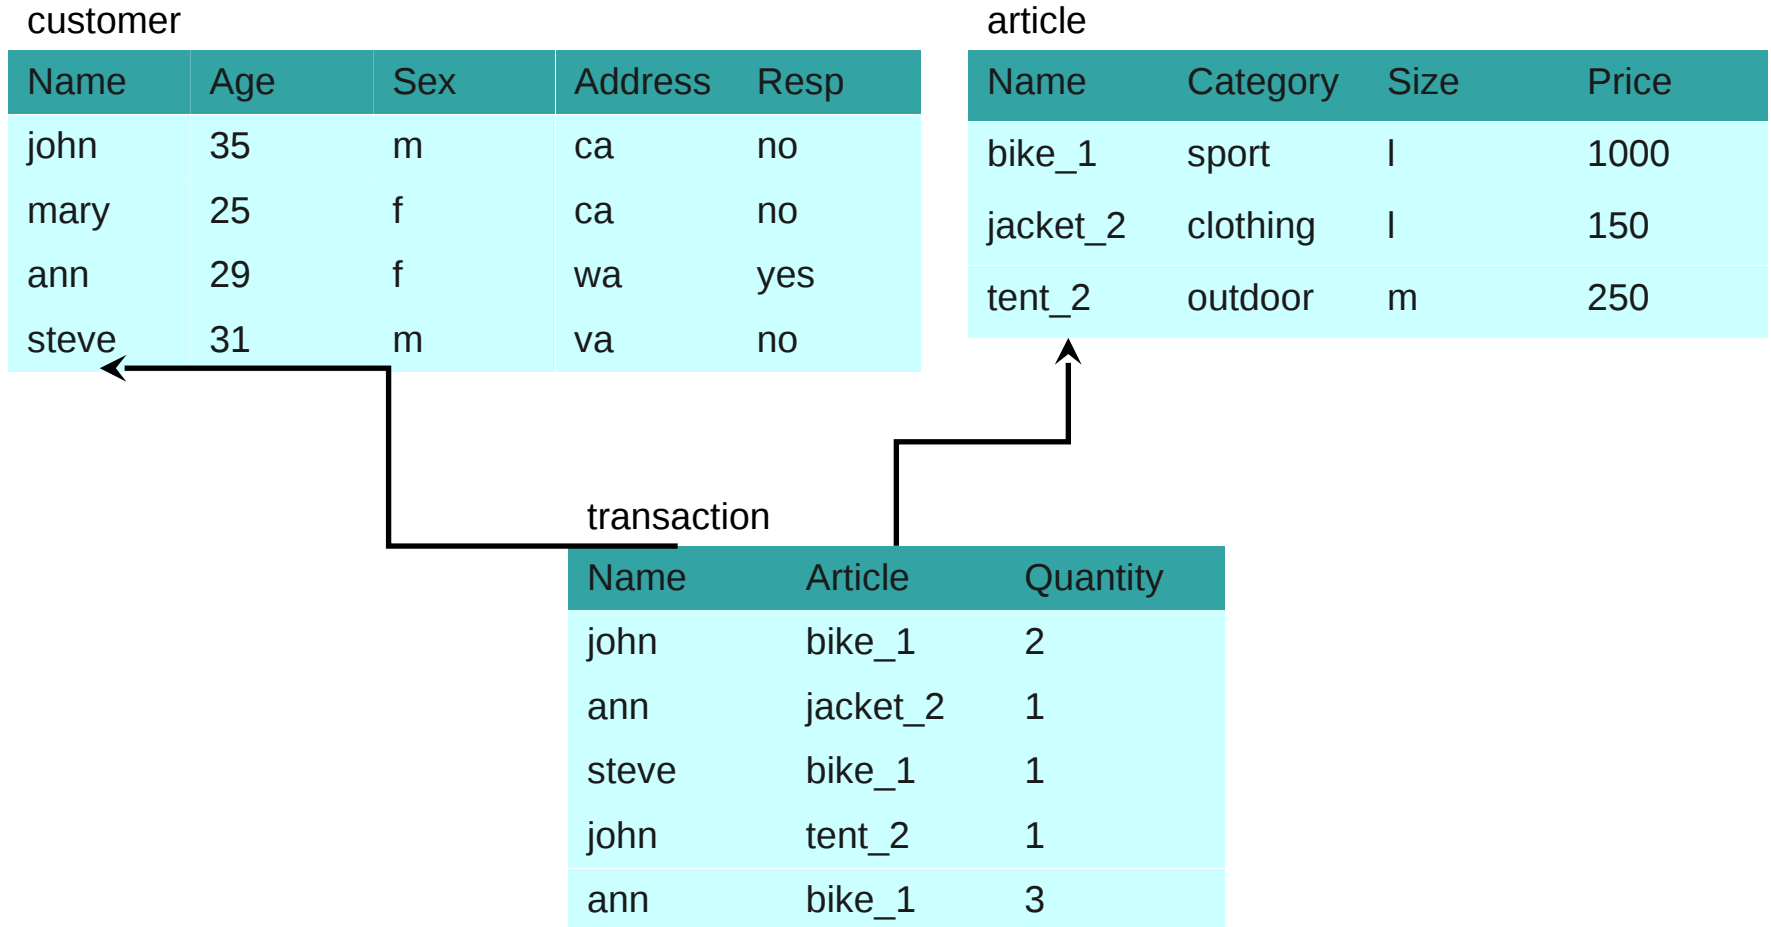 customer
Name Age Sex Address Resp
john 35 m ca no
mary 25 f ca no
ann 29 f wa yes
steve 31 m va no
article
Name Category Size Price
bike_1 sport l 1000
jacket_2 clothing l 150
tent_2 outdoor m 250
transaction
Name Article Quantity
john bike_1 2
ann jacket_2 1
steve bike_1 1
john tent_2 1
ann bike_1 3